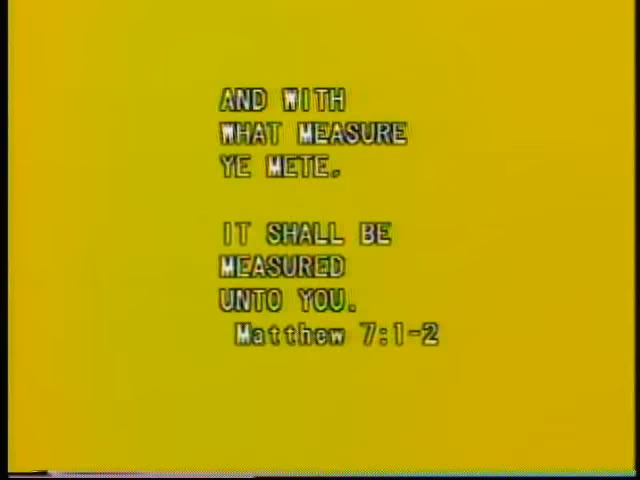 AND WITH
WHAT MEASURE
YE METE,
IT SHALL BE
MEASURED
UNTO YOU.
Matthew 7:1-2